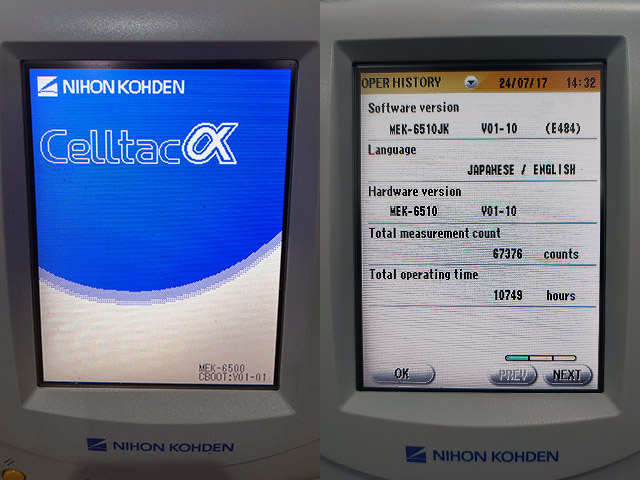 NIHON KOHDEN
Celltac α
MEK-6500
CBOOT:V01-01
NIHON KOHDEN
OPER HISTORY 24/07/17 14:32
Software version
MEK-6510JK V01-10 (E484)
Language
JAPANESE / ENGLISH
Hardware version
MEK-6510 V01-10
Total measurement count
67376 counts
Total operating time
10749 hours
OK PREV NEXT
NIHON KOHDEN